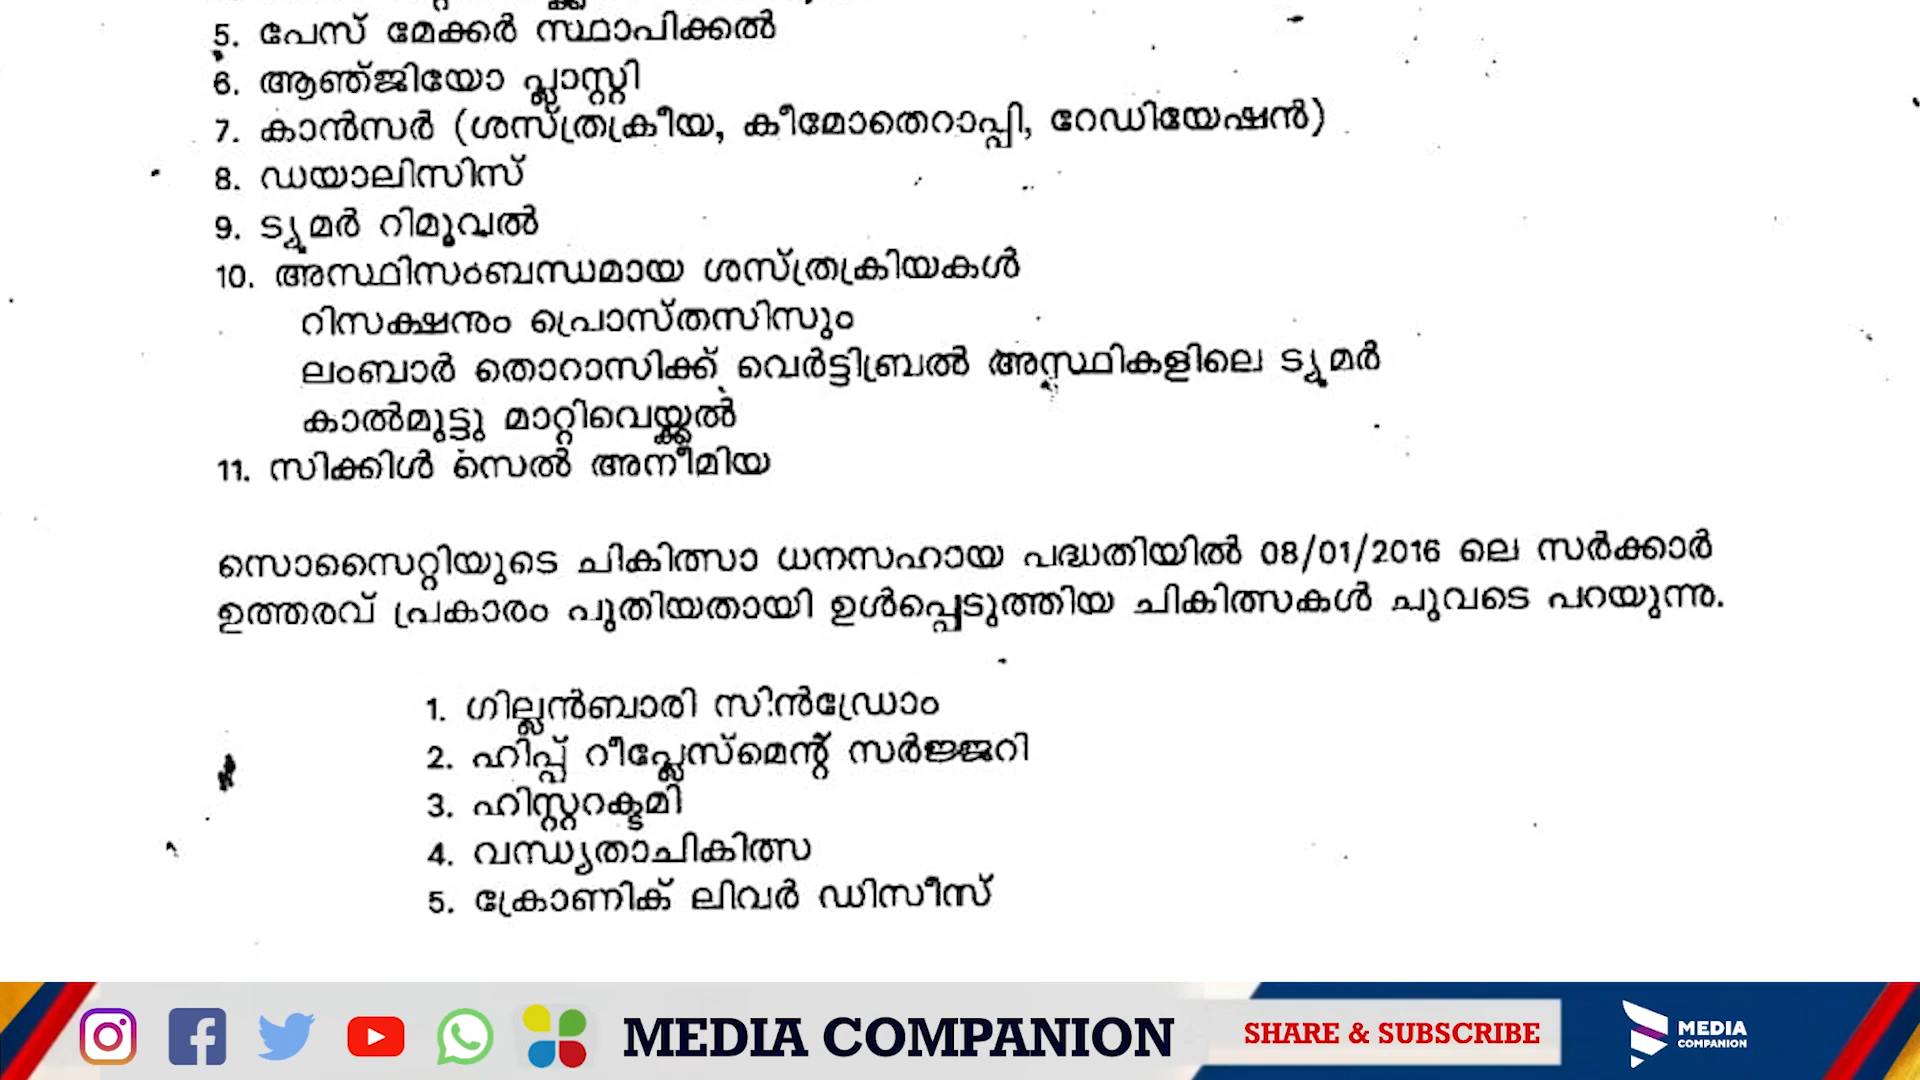 5. പേസ് മേക്കർ സ്ഥാപിക്കൽ
6. ആഞ്ജിയോ പ്ലാസ്റ്റി
7. കാൻസർ (ശസ്ത്രക്രീയ, കീമോതെറാപ്പി, റേഡിയേഷൻ)
8. ഡയാലിസിസ്
9. ട്യൂമർ റിമൂവൽ
10. അസ്ഥിസംബന്ധമായ ശസ്ത്രക്രിയകൾ
റിസക്ഷനും പ്രൊസ്തസിസും
ലംബാർ തൊറാസിക്ക് വെർട്ടിബ്രൽ അസ്ഥികളിലെ ട്യൂമർ
കാൽമുട്ടു മാറ്റിവെയ്ക്കൽ
11. സിക്കിൾ സെൽ അനീമിയ
സൊസൈറ്റിയുടെ ചികിത്സാ ധനസഹായ പദ്ധതിയിൽ 08/01/2016 ലെ സർക്കാർ
ഉത്തരവ് പ്രകാരം പുതിയതായി ഉൾപ്പെടുത്തിയ ചികിത്സകൾ ചുവടെ പറയുന്നു.
1. ഗില്ലൻബാരി സിൻഡ്രോം
2. ഹിപ്പ് റീപ്ലേസ്മെന്റ് സർജ്ജറി
3. ഹിസ്റ്ററക്ടമി
4. വന്ധ്യതാചികിത്സ
5. ക്രോണിക് ലിവർ ഡിസീസ്
MEDIA COMPANION
SHARE & SUBSCRIBE
MEDIA
COMPANION